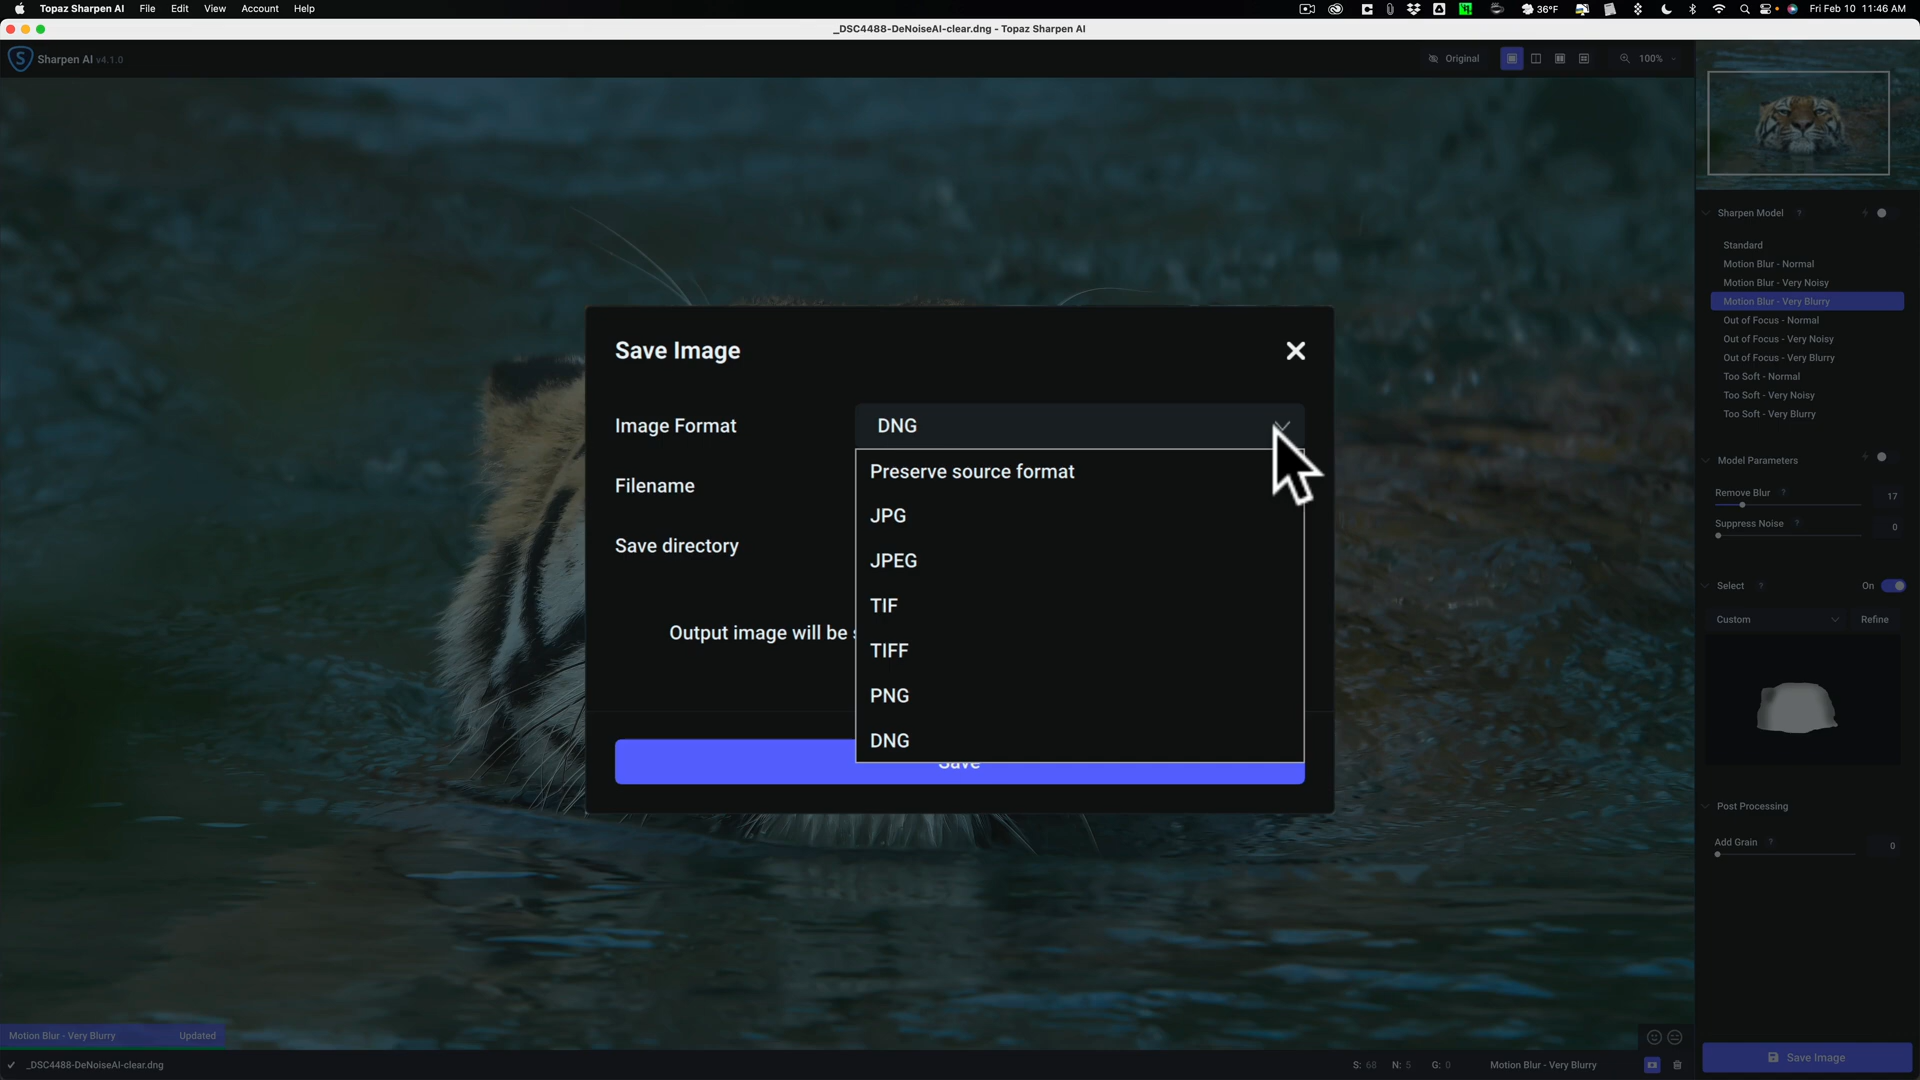 Topaz Sharpen AI File Edit View Account Help
36°F Fri Feb 10 11:46 AM
_DSC4488-DeNoiseAI-clear.dng - Topaz Sharpen AI
Sharpen AI v4.1.0
Original
100%
Sharpen Model ?
Standard
Motion Blur - Normal
Motion Blur - Very Noisy
Motion Blur - Very Blurry
Out of Focus - Normal
Out of Focus - Very Noisy
Out of Focus - Very Blurry
Too Soft - Normal
Too Soft - Very Noisy
Too Soft - Very Blurry
Model Parameters
Remove Blur ? 17
Suppress Noise ? 0
Select ? On
Custom Refine
Post Processing
Add Grain ? 0
Save Image
Save Image
Image Format DNG
Preserve source format
Filename
JPG
Save directory
JPEG
TIF
Output image will be
TIFF
PNG
DNG
Save
Motion Blur - Very Blurry Updated
_DSC4488-DeNoiseAI-clear.dng
S: 68 N: 5 G: 0 Motion Blur - Very Blurry